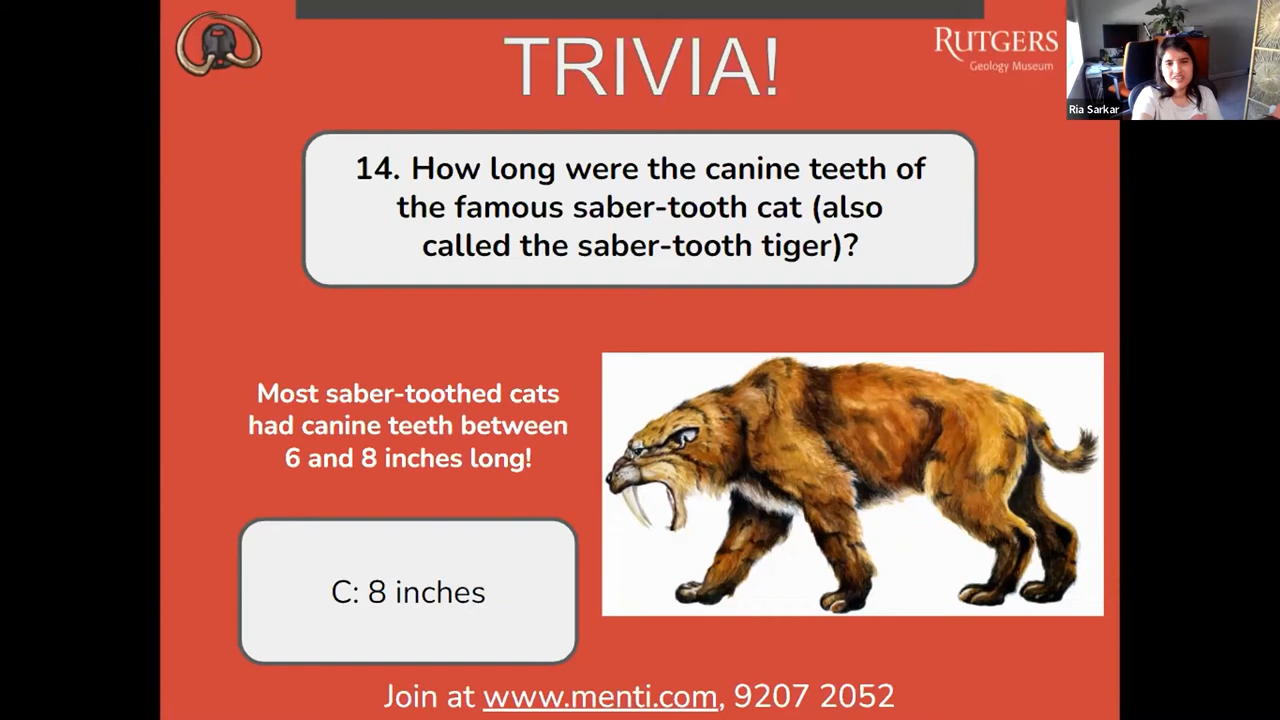 TRIVIA!
RUTGERS
Geology Museum
Ria Sarkar
14. How long were the canine teeth of
the famous saber-tooth cat (also
called the saber-tooth tiger)?
Most saber-toothed cats
had canine teeth between
6 and 8 inches long!
C: 8 inches
Join at www.menti.com, 9207 2052